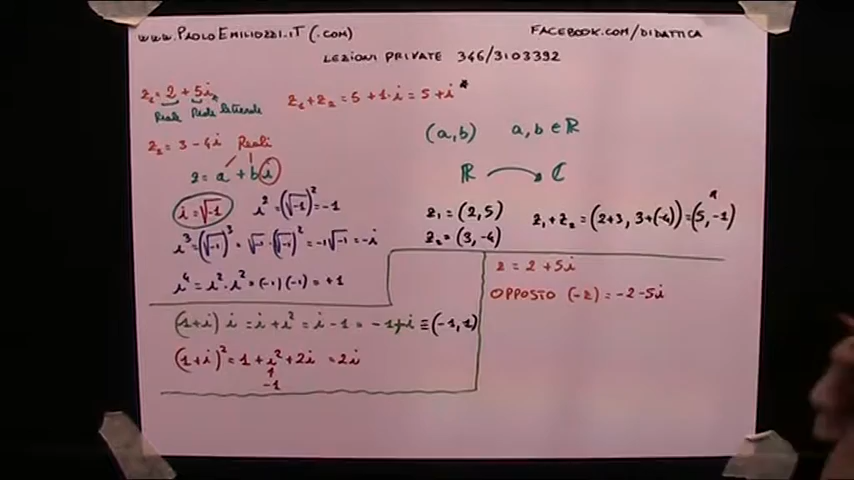 www.PaoloEmiliozzi.it (.com)
Facebook.com/didattica
Lezioni private 346/3103392
z₁ = 2 + 5i
Reale Reale
z₁+z₂ = 5 + 1·i = 5 + i *
z₂ = 3 - 4i Reali
z = a + bi
(a,b) a,b ∈ ℝ
ℝ → ℂ
i = √-1 i² = (√-1)² = -1
i³ = (√-1)³ = √-1 · (√-1)² = -1√-1 = -i
i⁴ = i² · i² = (-1)(-1) = +1
z₁ = (2, 5)
z₂ = (3, -4)
z₁+z₂ = (2+3, 3+(-4)) = (5, -1) *
(1+i) i = i + i² = i - 1 = -1+i ≡ (-1, 1)
(1+i)² = 1 + i² + 2i = 2i
-1
z = 2 + 5i
OPPOSTO (-z) = -2-5i